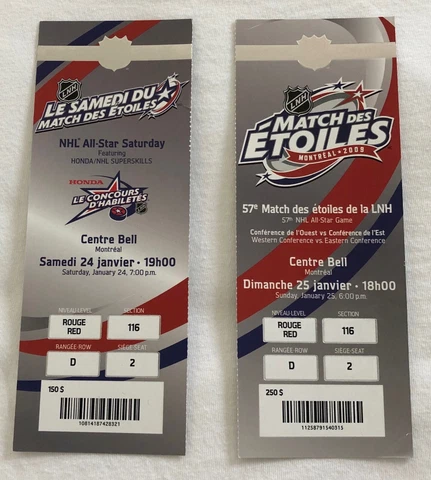 LNH
LE SAMEDI DU
MATCH DES ÉTOILES
NHL® All-Star Saturday
Featuring
HONDA/NHL SUPERSKILLS
HONDA
LE CONCOURS
D'HABILETÉS
Centre Bell
Montréal
Samedi 24 janvier • 19h00
Saturday, January 24, 7:00 p.m.
NIVEAU-LEVEL SECTION
ROUGE
RED
116
RANGÉE-ROW SIÈGE-SEAT
D 2
150 $
10814187428321
LNH
MATCH DES
ÉTOILES
MONTRÉAL • 2009
57e Match des étoiles de la LNH
57th NHL All-Star Game
Conférence de l'Ouest vs Conférence de l'Est
Western Conference vs Eastern Conference
Centre Bell
Montréal
Dimanche 25 janvier • 18h00
Sunday, January 25, 6:00 p.m.
NIVEAU-LEVEL SECTION
ROUGE
RED
116
RANGÉE-ROW SIÈGE-SEAT
D 2
250 $
11258791540315